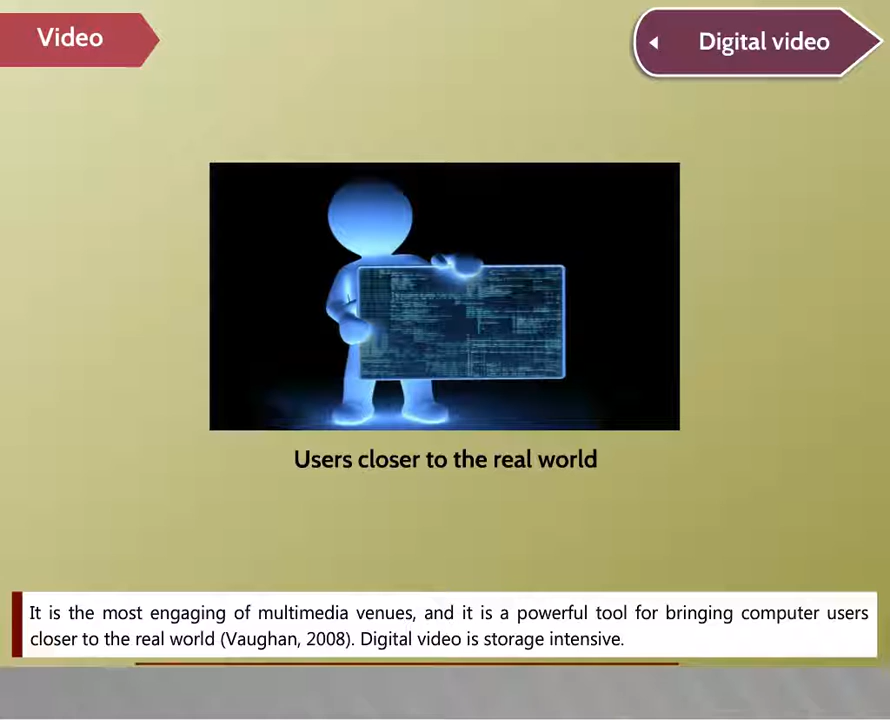 Video
Digital video
Users closer to the real world
It is the most engaging of multimedia venues, and it is a powerful tool for bringing computer users
closer to the real world (Vaughan, 2008). Digital video is storage intensive.